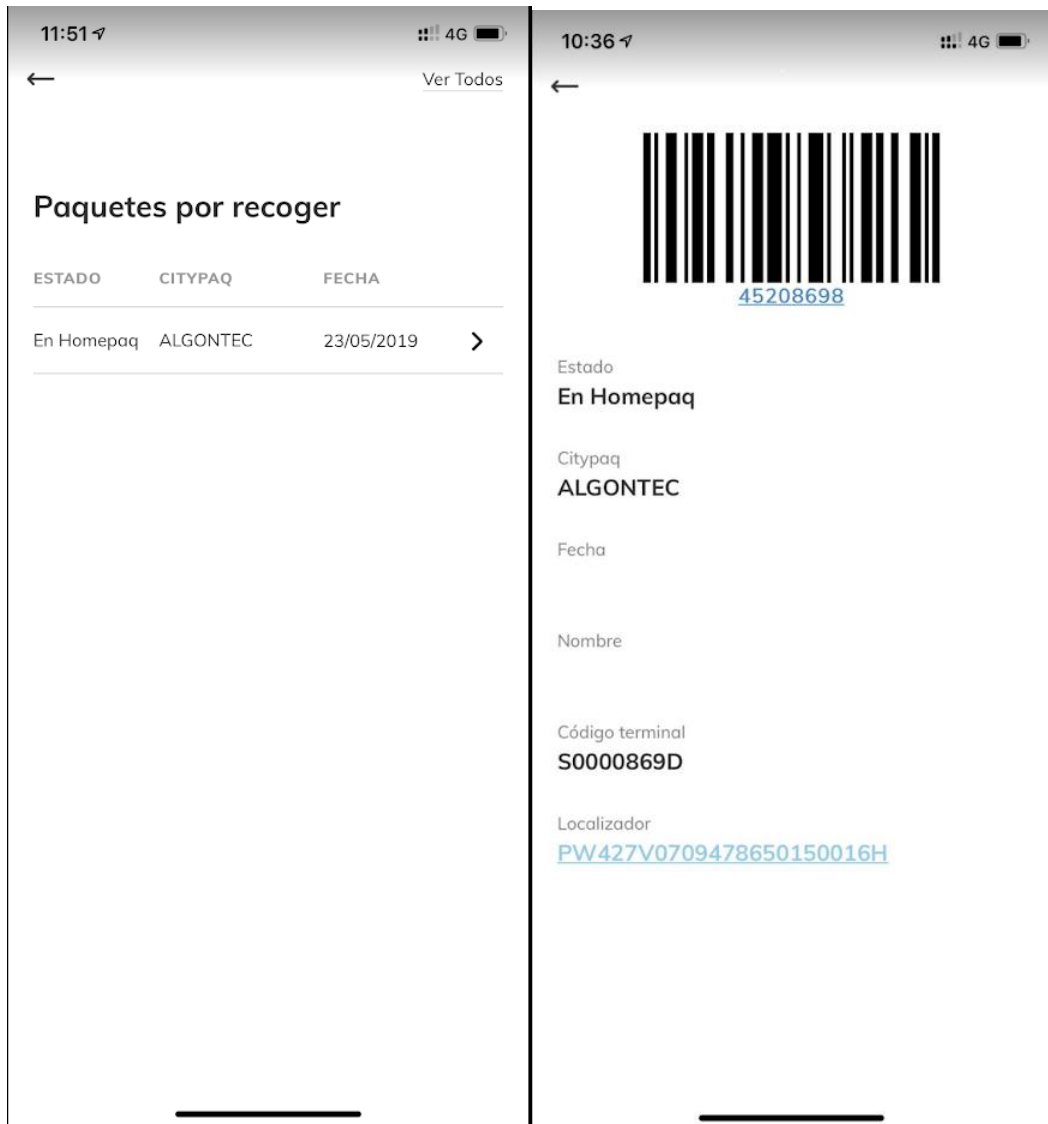 11:51
4G
Ver Todos
Paquetes por recoger
ESTADO CITYPAQ FECHA
En Homepaq ALGONTEC 23/05/2019
10:36
4G
45208698
Estado
En Homepaq
Citypaq
ALGONTEC
Fecha
Nombre
Código terminal
S0000869D
Localizador
PW427V0709478650150016H